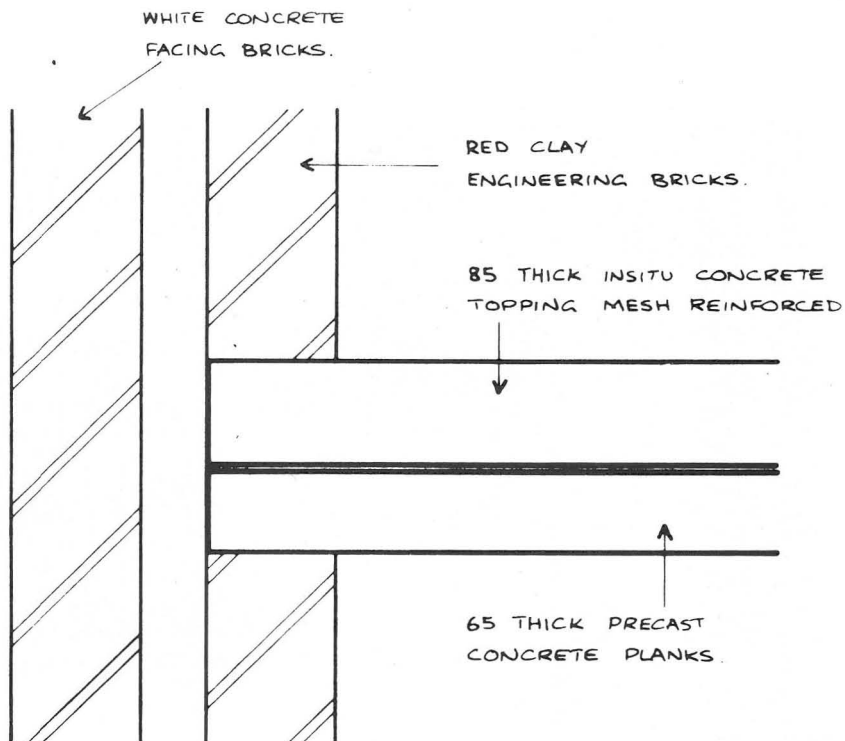 WHITE CONCRETE
FACING BRICKS.
RED CLAY
ENGINEERING BRICKS.
85 THICK INSITU CONCRETE
TOPPING MESH REINFORCED
65 THICK PRECAST
CONCRETE PLANKS.